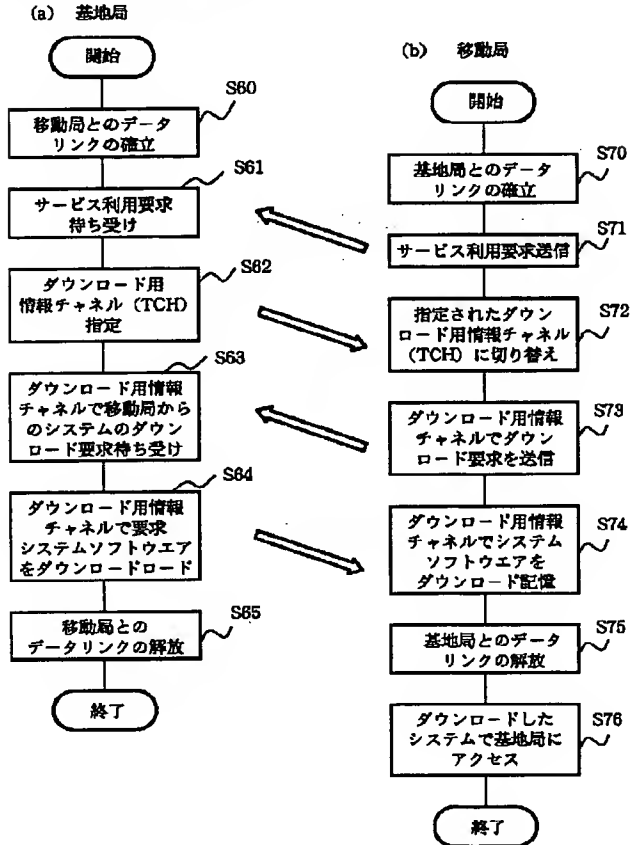 (a) 基地局
開始
S60
移動局とのデータ
リンクの確立
S61
サービス利用要求
待ち受け
S62
ダウンロード用
情報チャネル（TCH）
指定
S63
ダウンロード用情報
チャネルで移動局から
のシステムのダウン
ロード要求待ち受け
S64
ダウンロード用情報
チャネルで要求
システムソフトウエア
をダウンロードロード
S65
移動局との
データリンクの解放
終了
(b) 移動局
開始
S70
基地局とのデータ
リンクの確立
S71
サービス利用要求送信
S72
指定されたダウン
ロード用情報チャネル
（TCH）に切り替え
S73
ダウンロード用情報
チャネルでダウン
ロード要求を送信
S74
ダウンロード用情報
チャネルでシステム
ソフトウエアを
ダウンロード記憶
S75
基地局とのデータ
リンクの解放
S76
ダウンロードした
システムで基地局に
アクセス
終了